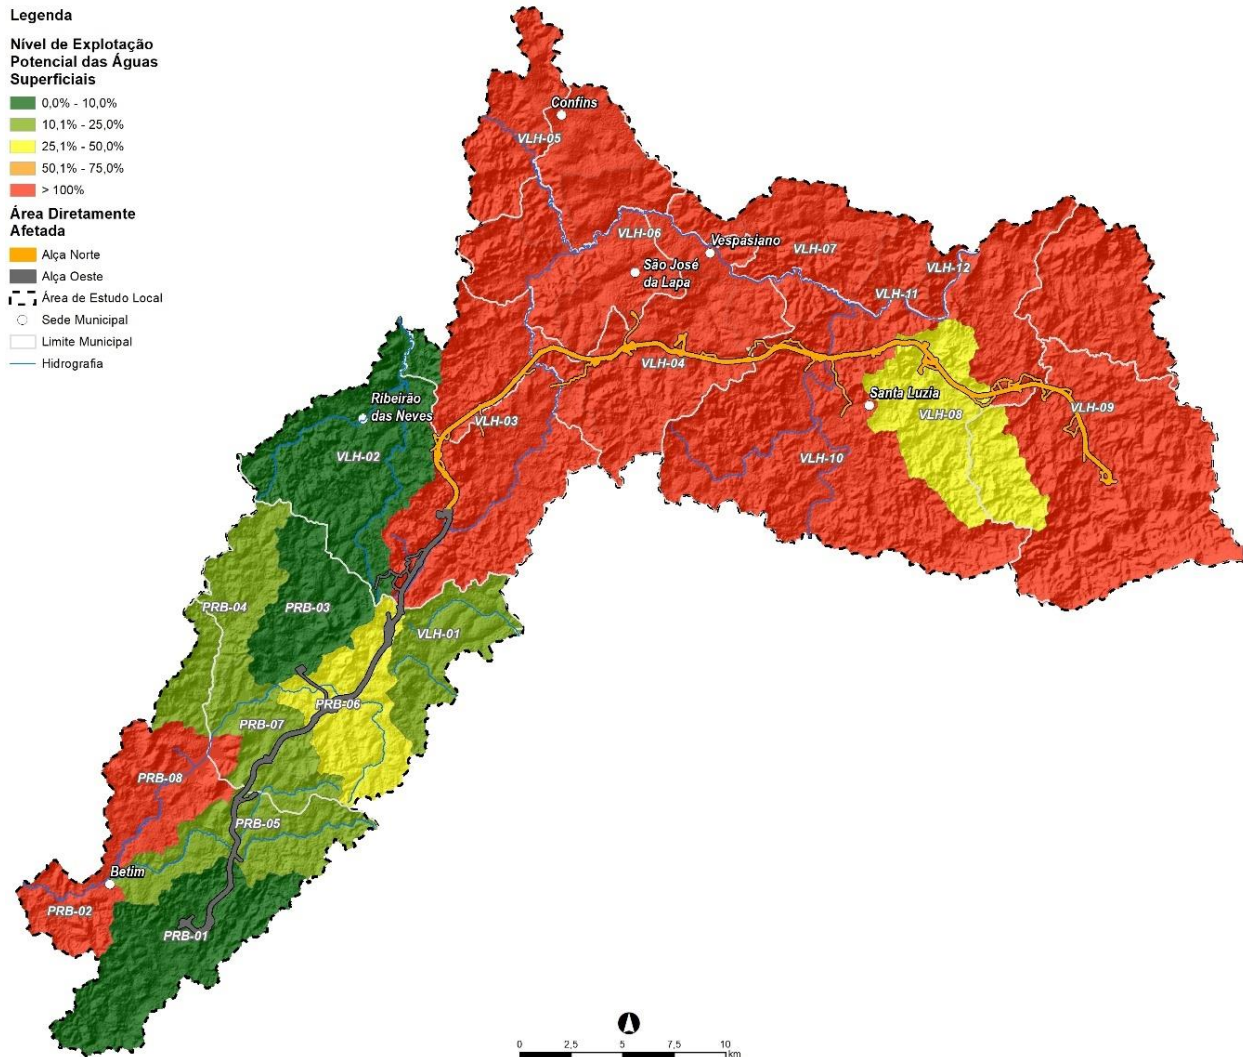 Legenda
Nível de Explotação
Potencial das Águas
Superficiais
0,0% - 10,0%
10,1% - 25,0%
25,1% - 50,0%
50,1% - 75,0%
> 100%
Área Diretamente
Afetada
Alça Norte
Alça Oeste
Área de Estudo Local
Sede Municipal
Limite Municipal
Hidrografia
Confins
VLH-05
VLH-06
Vespasiano
VLH-07
São José
da Lapa
VLH-12
VLH-11
VLH-04
Ribeirão
das Neves
Santa Luzia
VLH-03
VLH-08
VLH-09
VLH-02
VLH-10
PRB-04
PRB-03
VLH-01
PRB-06
PRB-07
PRB-08
PRB-05
Betim
PRB-02
PRB-01
0 2,5 5 7,5 10
km